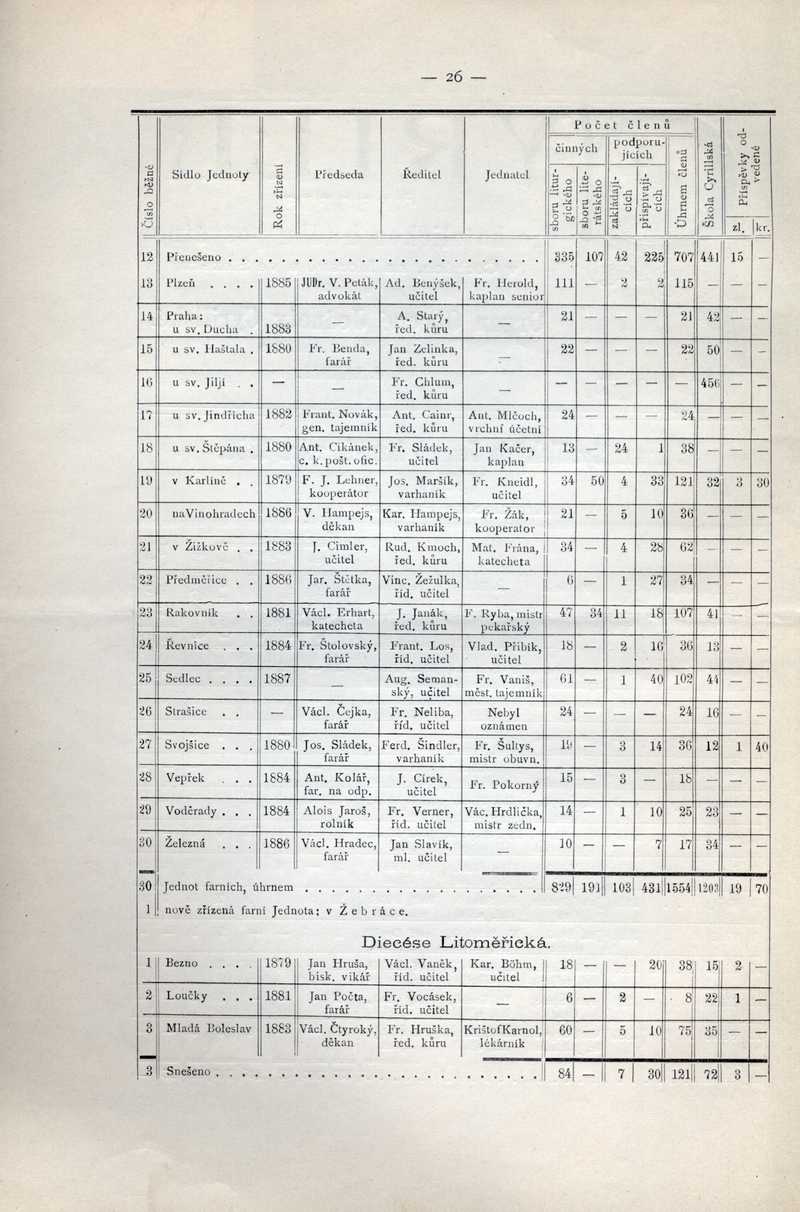 — 26 —
Číslo běžné
Sídlo Jednoty
Rok zřízení
Předseda
Ředitel
Jednatel
Počet členů
činných
podporujících
sboru liturgického
sboru literátského
zakládajících
přispívajících
Úhrnem členů
Škola Cyrillská
Příspěvky odvedené
zl. kr.
12 Přenešeno . . . . . . . . . . . . . . . . . . . . . . . . 335 107 42 225 707 441 15 —
13 Plzeň . . . . 1885 JUDr. V. Peták, Ad. Benýšek, Fr. Herold, 111 — 2 2 115 — — —
advokát učitel kaplan senior
14 Praha: A. Starý, 21 — — — 21 42 — —
u sv. Ducha . 1883 — řed. kůru —
15 u sv. Haštala . 1880 Fr. Benda, Jan Zelinka, — 22 — — — 22 50 — —
farář řed. kůru
16 u sv. Jiljí . . — — Fr. Chlum, — — — — — — 456 — —
řed. kůru
17 u sv. Jindřicha 1882 Frant. Novák, Ant. Cainr, Ant. Mlčoch, 24 — — — 24 — — —
gen. tajemník řed. kůru vrchní účetní
18 u sv. Štěpána . 1880 Ant. Cikánek, Fr. Sládek, Jan Kačer, 13 — 24 1 38 — — —
c. k. pošt. ofic. učitel kaplan
19 v Karlíně . . 1879 F. J. Lehner, Jos. Maršík, Fr. Kneidl, 34 50 4 33 121 32 3 30
kooperátor varhaník učitel
20 na Vinohradech 1886 V. Hampejs, Kar. Hampejs, Fr. Žák, 21 — 5 10 36 — — —
děkan varhaník kooperator
21 v Žižkově . . 1883 J. Cimler, Rud. Kmoch, Mat. Frána, 34 — 4 28 62 — — —
učitel řed. kůru katecheta
22 Předměřice . . 1886 Jar. Štětka, Vinc. Žežulka, — 6 — 1 27 34 — — —
farář říd. učitel
23 Rakovník . . 1881 Václ. Erhart, J. Janák, F. Ryba, mistr 47 34 11 18 107 41 — —
katecheta řed. kůru pekařský
24 Řevnice . . . 1884 Fr. Štolovský, Frant. Los, Vlad. Přibík, 18 — 2 16 36 13 — —
farář říd. učitel učitel
25 Sedlec . . . . 1887 — Aug. Seman- Fr. Vaniš, 61 — 1 40 102 44 — —
ský, učitel měst. tajemník
26 Strašice . . — Václ. Čejka, Fr. Neliba, Nebyl 24 — — — 24 16 — —
farář říd. učitel oznámen
27 Svojšice . . . 1880 Jos. Sládek, Ferd. Šindler, Fr. Šultys, 19 — 3 14 36 12 1 40
farář varhaník mistr obuvn.
28 Vepřek . . . 1884 Ant. Kolář, J. Círek, Fr. Pokorný 15 — 3 — 18 — — —
far. na odp. učitel
29 Voděrady . . . 1884 Alois Jaroš, Fr. Verner, Vác. Hrdlička, 14 — 1 10 25 23 — —
rolník říd. učitel mistr zedn.
30 Železná . . . 1886 Václ. Hradec, Jan Slavík, — 10 — — 7 17 34 — —
farář ml. učitel
30 Jednot farních, úhrnem . . . . . . . . . . . . . . . . . . 829 191 103 431 1554 1203 19 70
1 nově zřízená farní Jednota: v Žebráce.
Diecése Litoměřická.
1 Bezno . . . . 1879 Jan Hruša, Václ. Vaněk, Kar. Böhm, 18 — — 20 38 15 2 —
bisk. vikář říd. učitel učitel
2 Loučky . . . 1881 Jan Počta, Fr. Vocásek, — 6 — 2 — 8 22 1 —
farář říd. učitel
3 Mladá Boleslav 1883 Václ. Čtyroký, Fr. Hruška, Krištof Karnol, 60 — 5 10 75 35 — —
děkan řed. kůru lékárník
3 Snešeno . . . . . . . . . . . . . . . . . . . . . . . . . 84 — 7 30 121 72 3 —